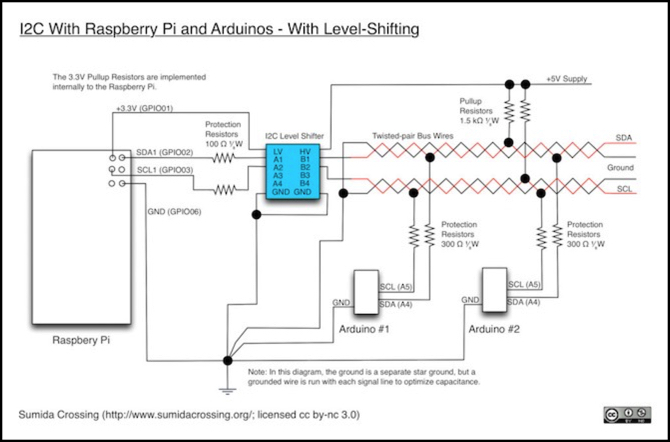 I2C With Raspberry Pi and Arduinos - With Level-Shifting
The 3.3V Pullup Resistors are implemented
internally to the Raspberry Pi.
+5V Supply
+3.3V (GPIO01)
Protection
Resistors
100 Ω ¼W
Pullup
Resistors
1.5 kΩ ¼W
I2C Level Shifter
Twisted-pair Bus Wires
SDA
SDA1 (GPIO02)
LV HV
A1 B1
A2 B2
A3 B3
A4 B4
GND GND
Ground
SCL1 (GPIO03)
SCL
GND (GPIO06)
Protection
Resistors
300 Ω ¼W
Protection
Resistors
300 Ω ¼W
SCL (A5)
SDA (A4)
GND
Arduino #1
SCL (A5)
SDA (A4)
GND
Arduino #2
Raspbery Pi
Note: In this diagram, the ground is a separate star ground, but a
grounded wire is run with each signal line to optimize capacitance.
Sumida Crossing (http://www.sumidacrossing.org/; licensed cc by-nc 3.0)
cc
BY NC